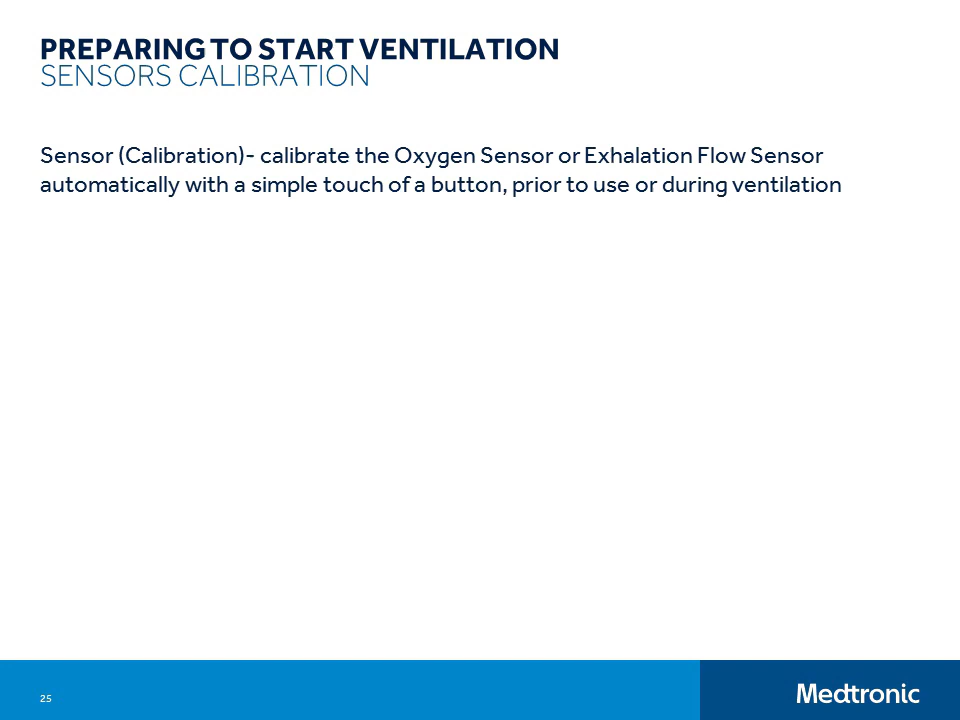 PREPARING TO START VENTILATION
SENSORS CALIBRATION
Sensor (Calibration)- calibrate the Oxygen Sensor or Exhalation Flow Sensor
automatically with a simple touch of a button, prior to use or during ventilation
25
Medtronic